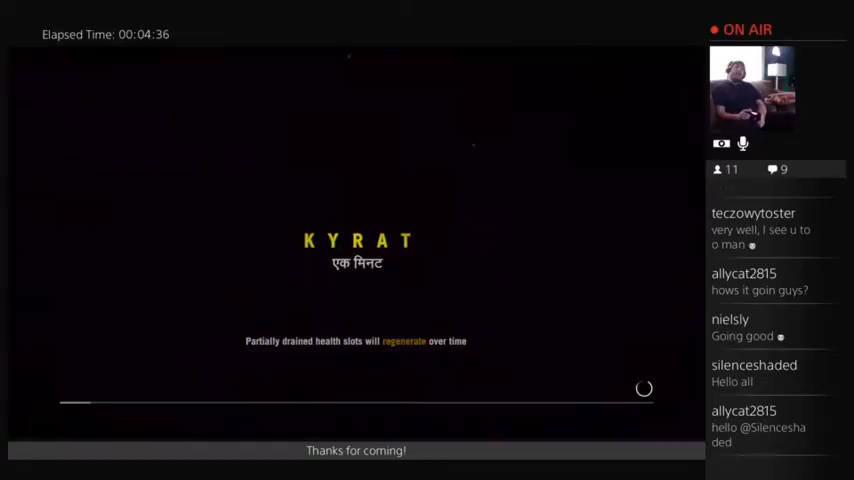 Elapsed Time: 00:04:36
ON AIR
KYRAT
एक मिनट
Partially drained health slots will regenerate over time
Thanks for coming!
11
9
teczowytoster
very well, I see u to
o man
allycat2815
hows it goin guys?
nielsly
Going good
silenceshaded
Hello all
allycat2815
hello @Silencesha
ded